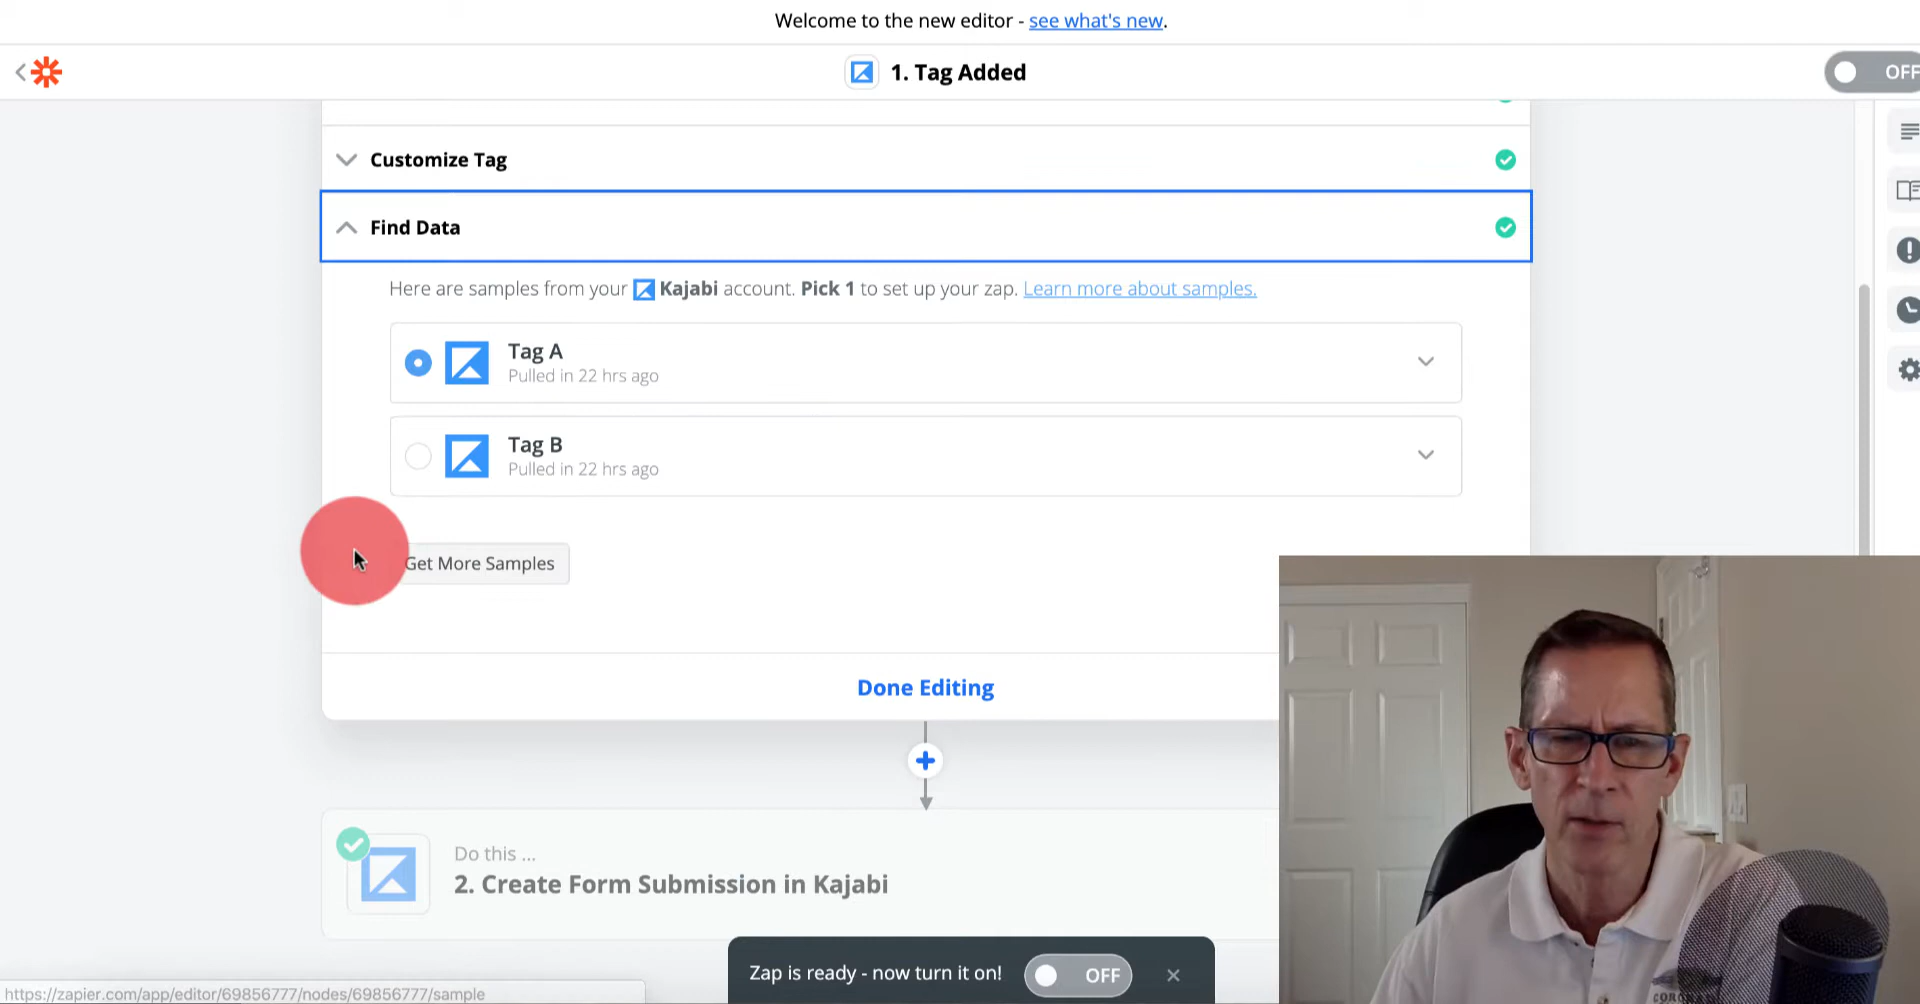 Welcome to the new editor - see what's new.
1. Tag Added
OFF
Customize Tag
Find Data
Here are samples from your Kajabi account. Pick 1 to set up your zap. Learn more about samples.
Tag A
Pulled in 22 hrs ago
Tag B
Pulled in 22 hrs ago
Get More Samples
Done Editing
Do this ...
2. Create Form Submission in Kajabi
Zap is ready - now turn it on! OFF
https://zapier.com/app/editor/69856777/nodes/69856777/sample